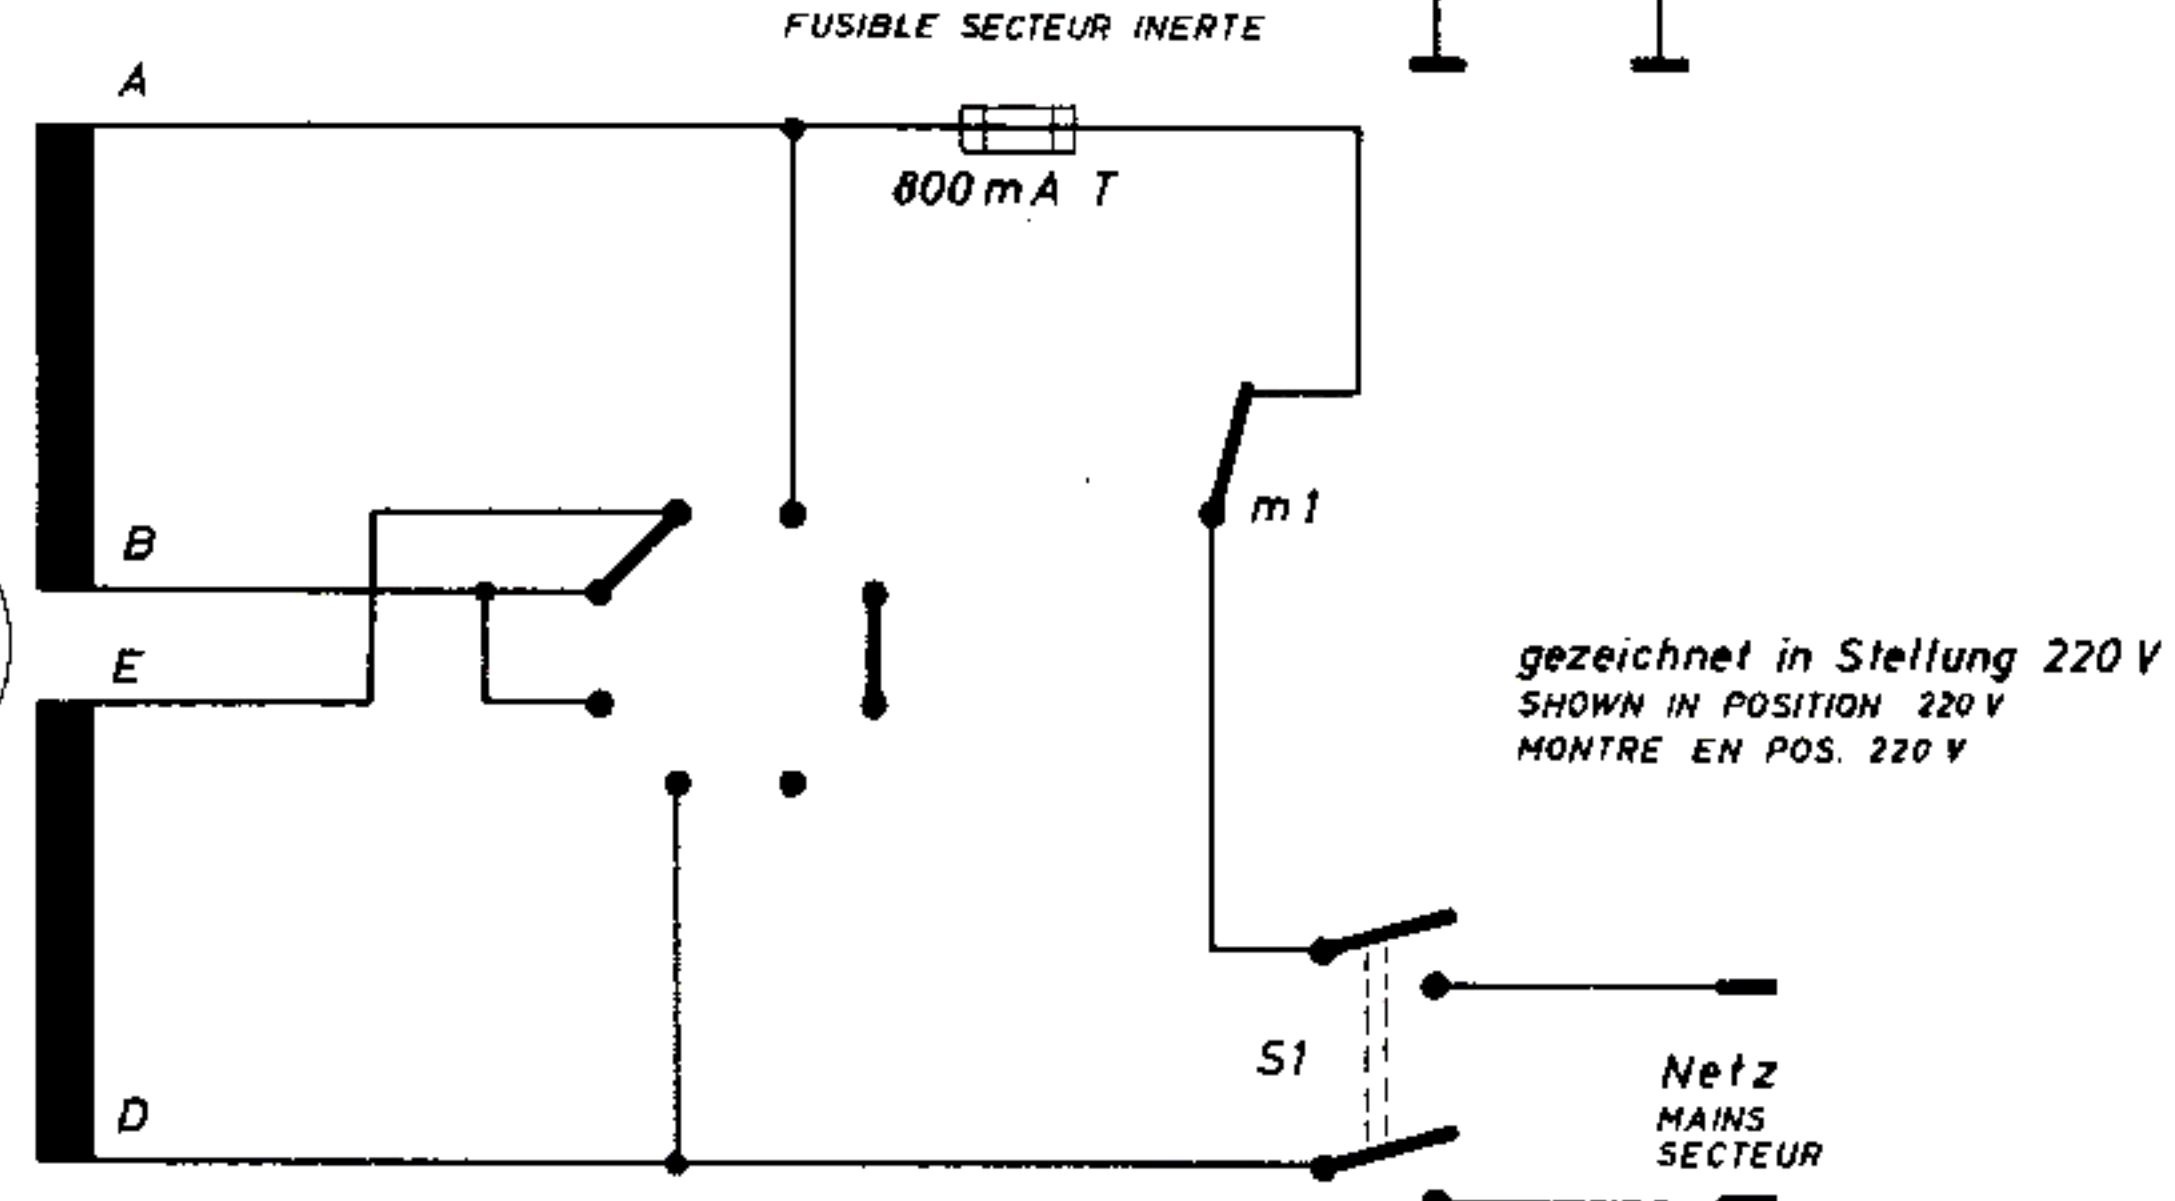 FUSIBLE SECTEUR INERTE
A
800 mA T
B
m1
E
gezeichnet in Stellung 220 V
SHOWN IN POSITION 220 V
MONTRE EN POS. 220 V
S1
Netz
MAINS
SECTEUR
D